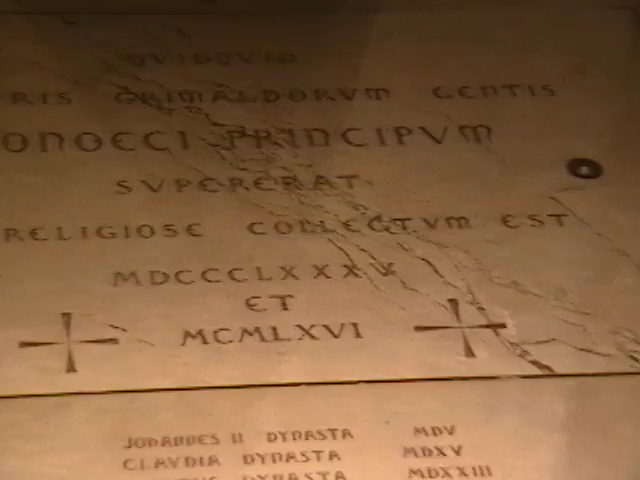 QVIDQVID
RIS GRIMALDORVM GENTIS
ONOECI PRINCIPVM
SVPERERAT
RELIGIOSE COLLECTVM EST
MDCCCLXXXV
ET
MCMLXVI
JOHANNES II DYNASTA MDV
CLAVDIA DYNASTA MDXV
DYNASTA MDXXIII